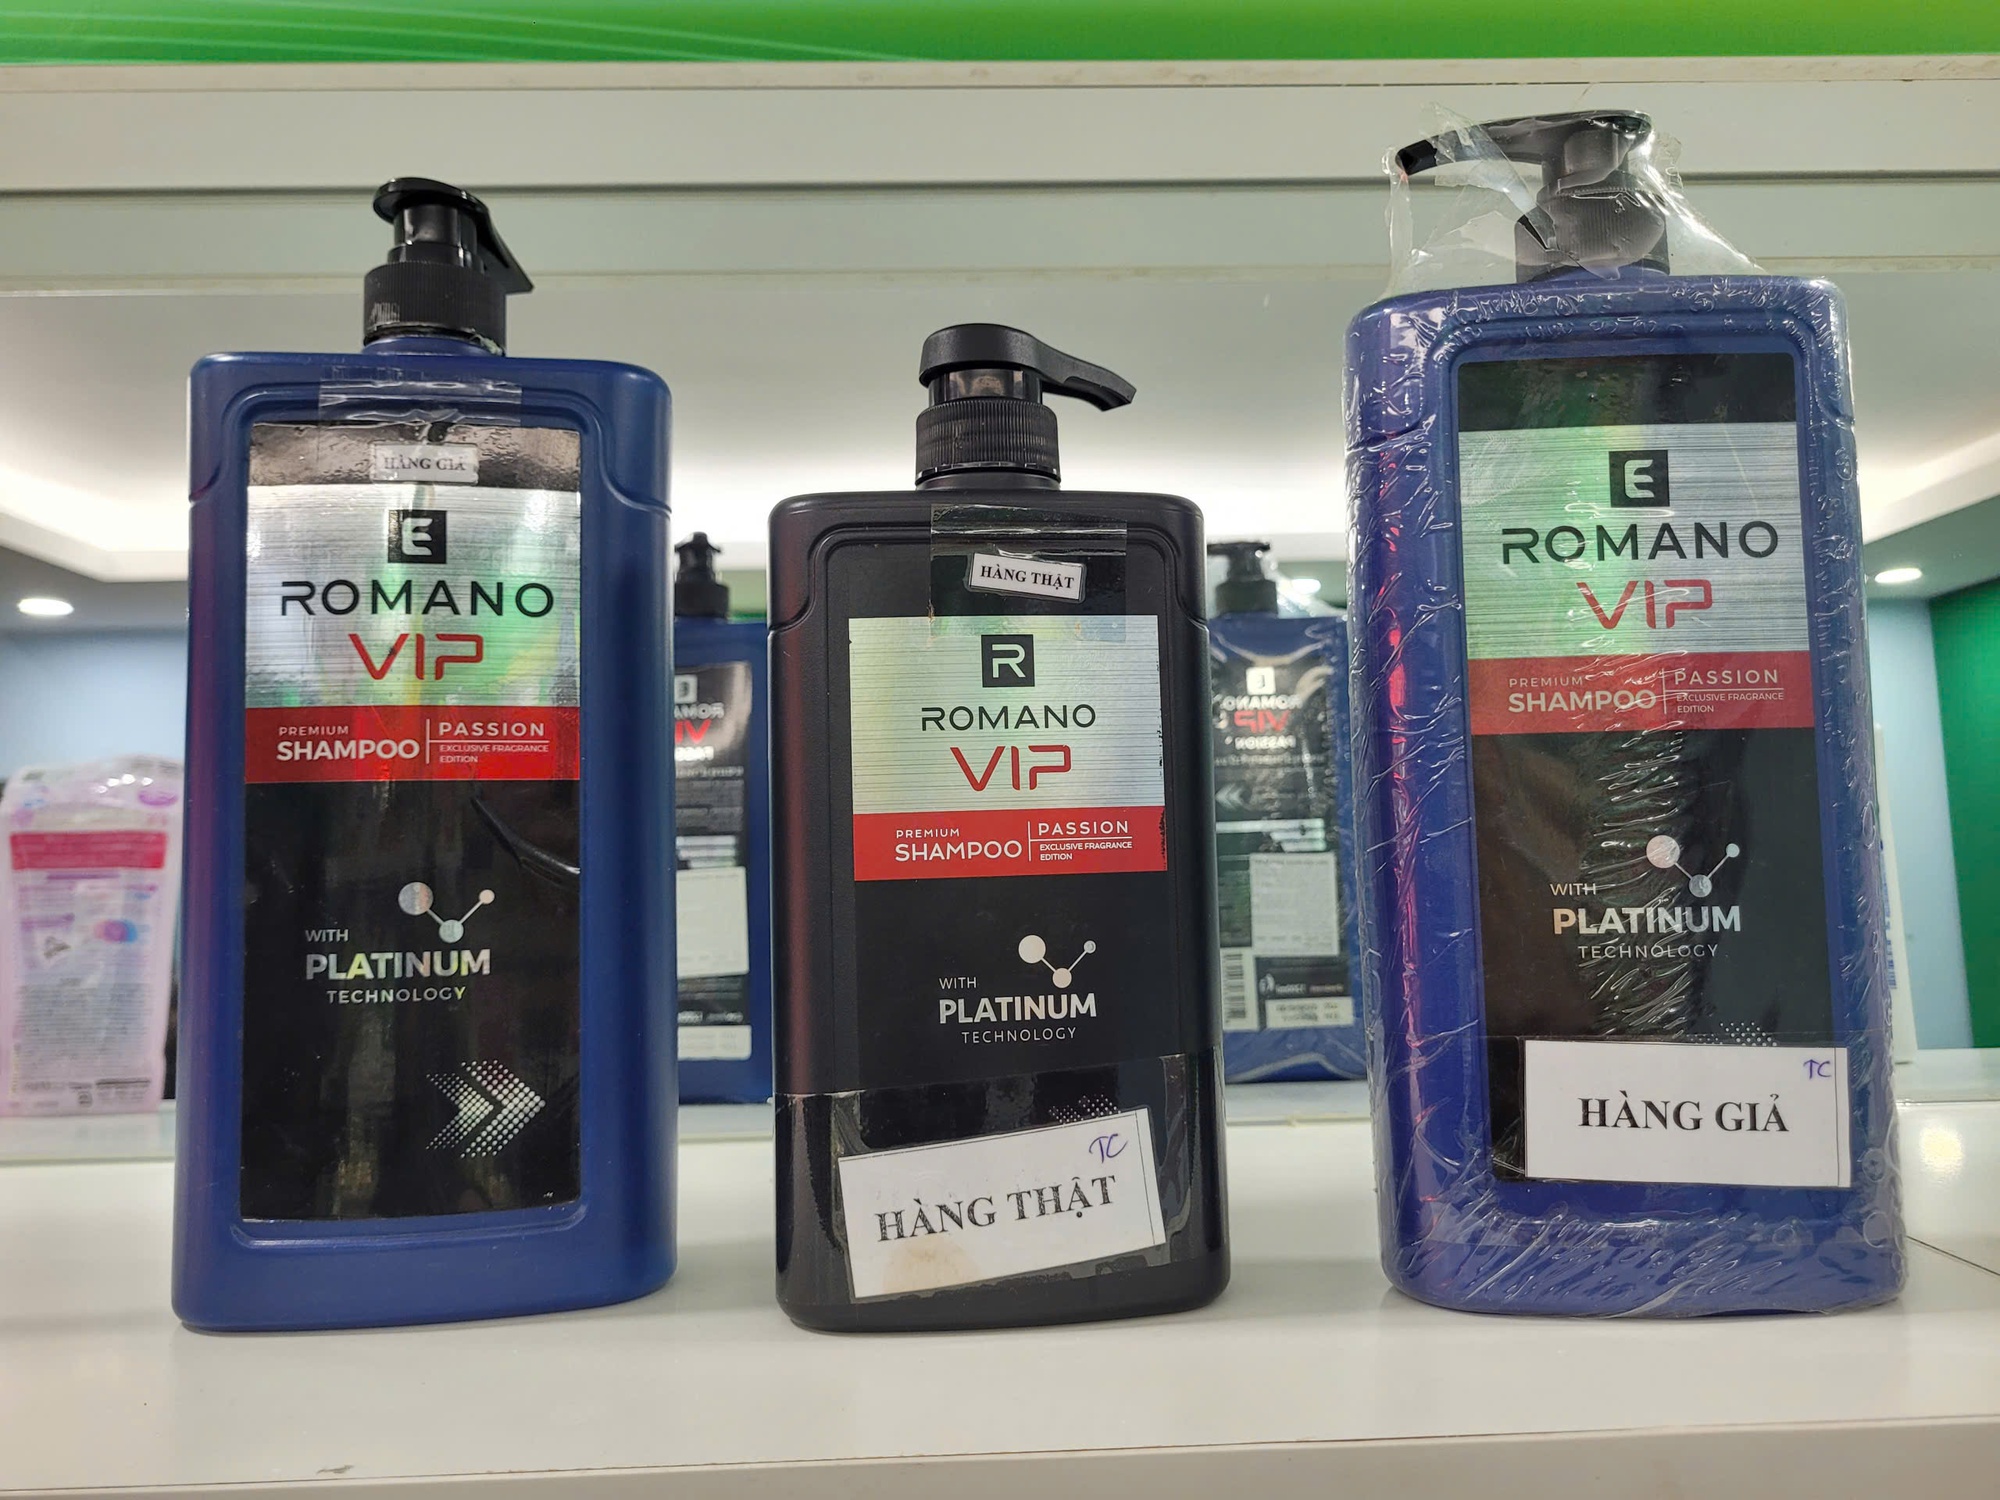 HÀNG GIẢ
E
ROMANO
VIP
PREMIUM
SHAMPOO
PASSION
EXCLUSIVE FRAGRANCE
EDITION
WITH
PLATINUM
TECHNOLOGY
HÀNG THẬT
R
ROMANO
VIP
PREMIUM
SHAMPOO
PASSION
EXCLUSIVE FRAGRANCE
EDITION
WITH
PLATINUM
TECHNOLOGY
TC
HÀNG THẬT
E
ROMANO
VIP
PREMIUM
SHAMPOO
PASSION
EXCLUSIVE FRAGRANCE
EDITION
WITH
PLATINUM
TECHNOLOGY
TC
HÀNG GIẢ